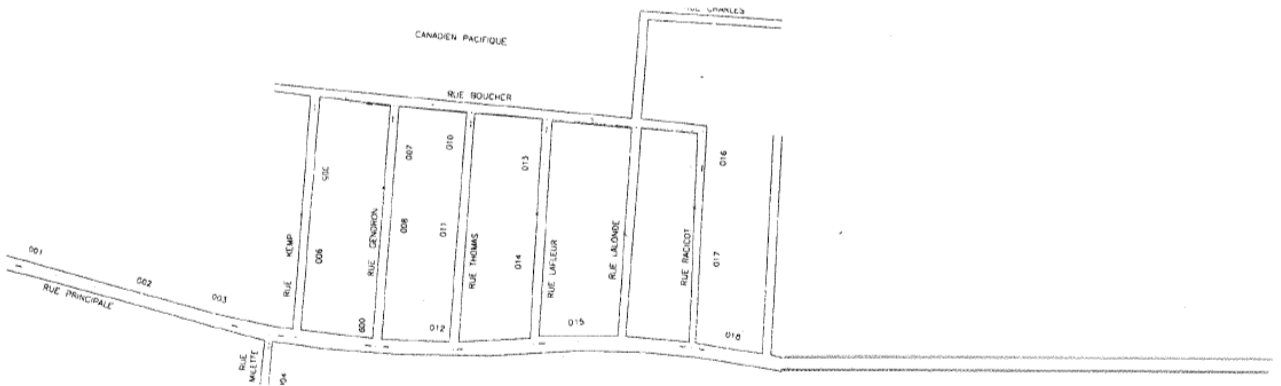 RUE CHARLES
CANADIEN PACIFIQUE
RUE BOUCHER
007
010
013
016
005
006
RUE KEMP
RUE GENDRON
008
011
RUE THOMAS
014
RUE LAFLEUR
RUE LALONDE
RUE RACICOT
017
001
002
003
RUE PRINCIPALE
009
012
015
018
RUE
MILETTE
004